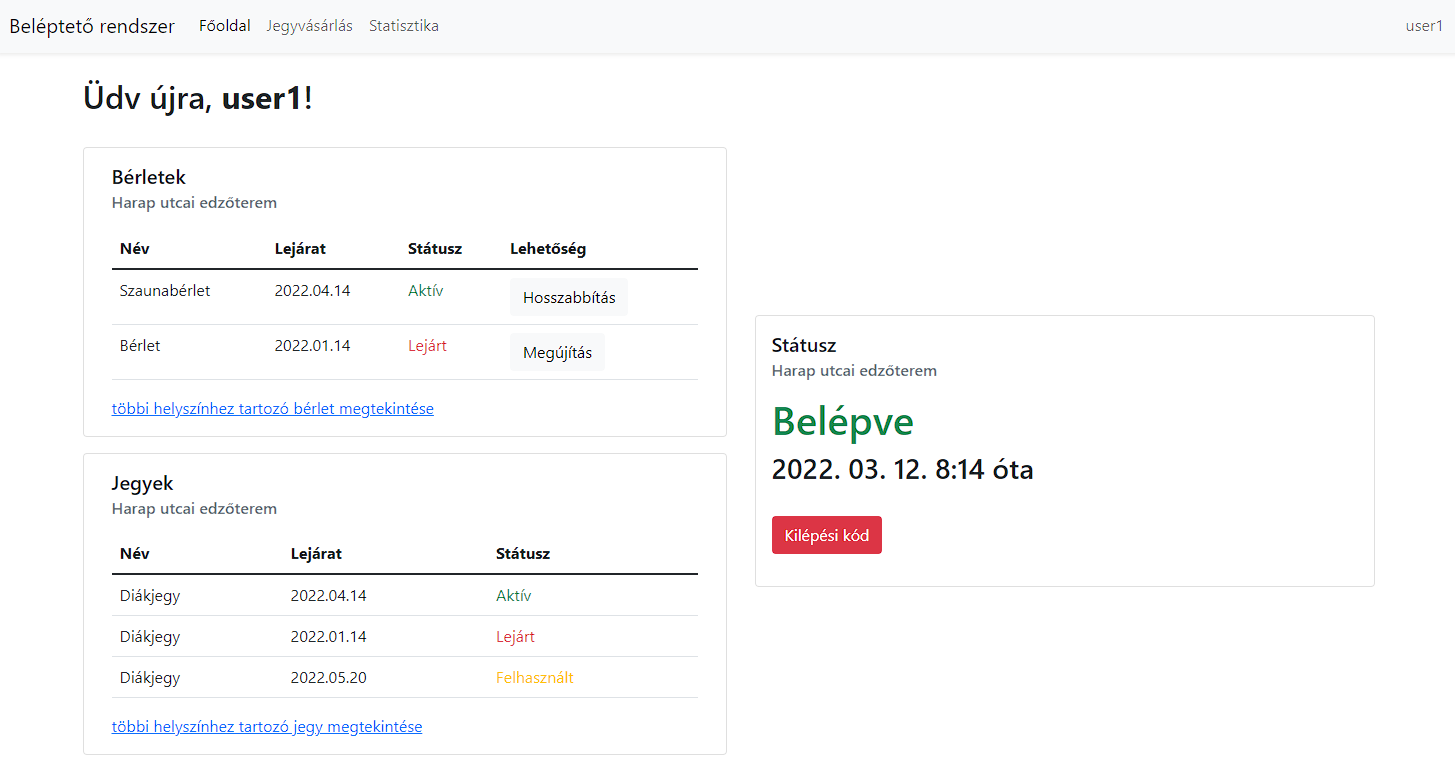 Beléptető rendszer Főoldal Jegyvásárlás Statisztika user1
Üdv újra, user1!
Bérletek
Harap utcai edzőterem
Név Lejárat Státusz Lehetőség
Szaunabérlet 2022.04.14 Aktív Hosszabbítás
Bérlet 2022.01.14 Lejárt Megújítás
többi helyszínhez tartozó bérlet megtekintése
Jegyek
Harap utcai edzőterem
Név Lejárat Státusz
Diákjegy 2022.04.14 Aktív
Diákjegy 2022.01.14 Lejárt
Diákjegy 2022.05.20 Felhasznált
többi helyszínhez tartozó jegy megtekintése
Státusz
Harap utcai edzőterem
Belépve
2022. 03. 12. 8:14 óta
Kilépési kód